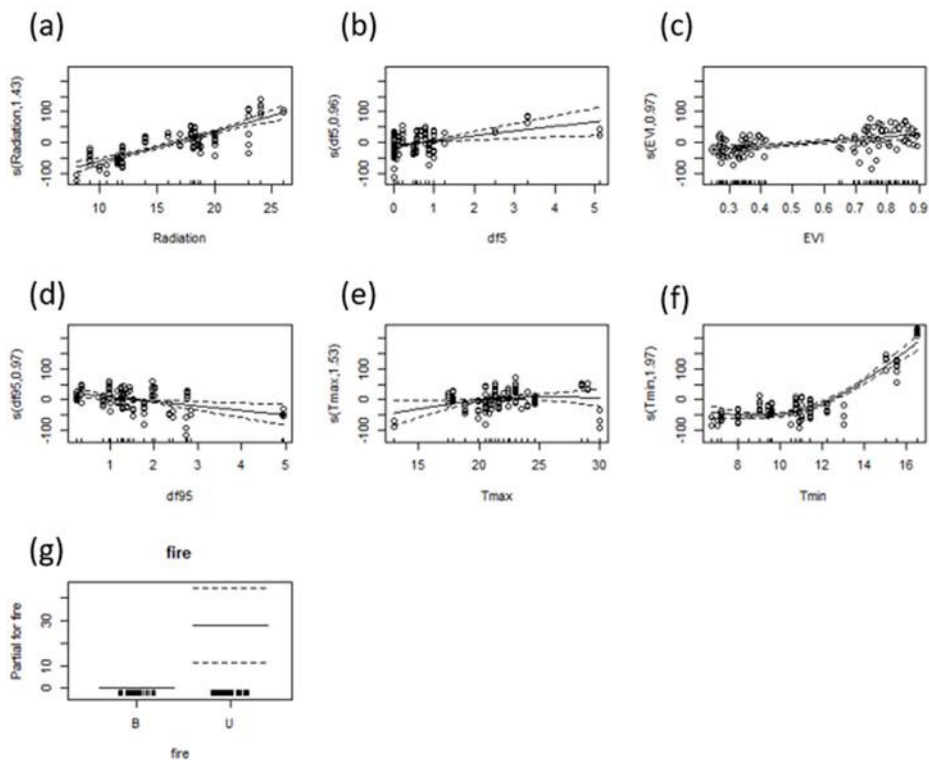 (a)
s(Radiation,1.43)
-100 0 50 100
10 15 20 25
Radiation
(b)
s(df5,0.96)
-100 0 50 100
0 1 2 3 4 5
df5
(c)
s(EVI,0.97)
-100 0 50 100
0.3 0.4 0.5 0.6 0.7 0.8 0.9
EVI
(d)
s(df95,0.97)
-100 0 100
1 2 3 4 5
df95
(e)
s(Tmax,1.53)
-100 0 100
15 20 25 30
Tmax
(f)
s(Tmin,1.97)
-100 0 100
8 10 12 14 16
Tmin
(g)
fire
Partial for fire
0 10 30
B U
fire